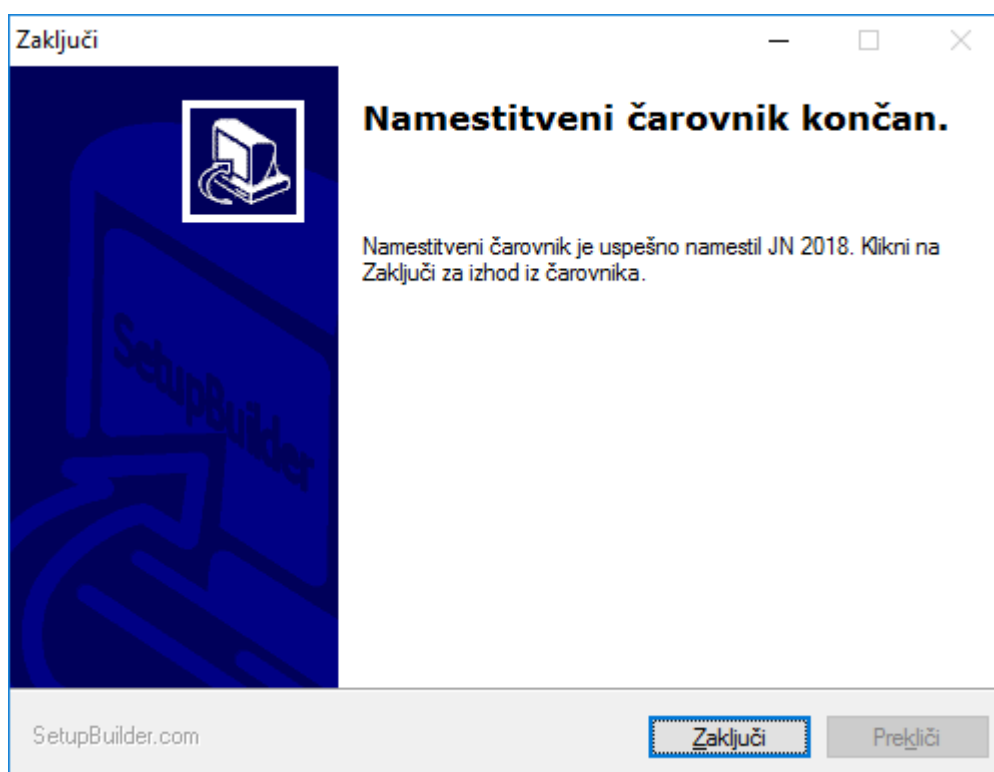 Zaključi
Namestitveni čarovnik končan.
Namestitveni čarovnik je uspešno namestil JN 2018. Klikni na
Zaključi za izhod iz čarovnika.
SetupBuilder
SetupBuilder.com
Zaključi
Prekliči